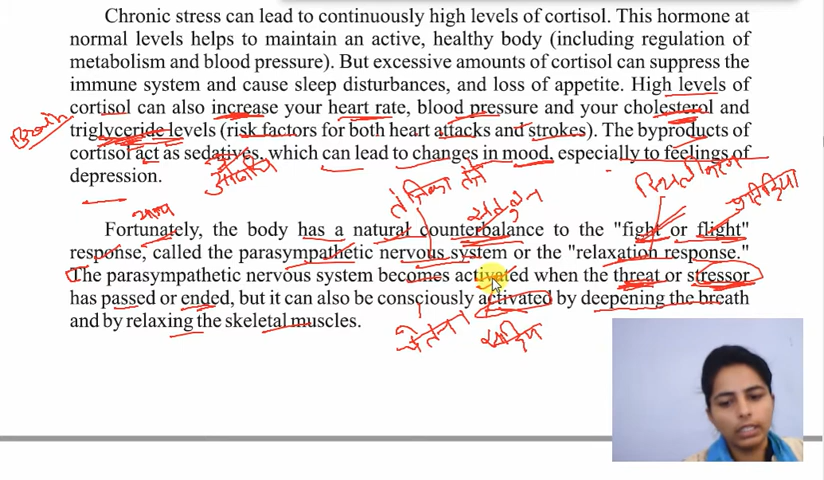 Chronic stress can lead to continuously high levels of cortisol. This hormone at
normal levels helps to maintain an active, healthy body (including regulation of
metabolism and blood pressure). But excessive amounts of cortisol can suppress the
immune system and cause sleep disturbances, and loss of appetite. High levels of
cortisol can also increase your heart rate, blood pressure and your cholesterol and
Brain
triglyceride levels (risk factors for both heart attacks and strokes). The byproducts of
cortisol act as sedatives, which can lead to changes in mood, especially to feelings of
depression.
Fortunately, the body has a natural counterbalance to the "fight or flight"
response, called the parasympathetic nervous system or the "relaxation response."
The parasympathetic nervous system becomes activated when the threat or stressor
has passed or ended, but it can also be consciously activated by deepening the breath
and by relaxing the skeletal muscles.